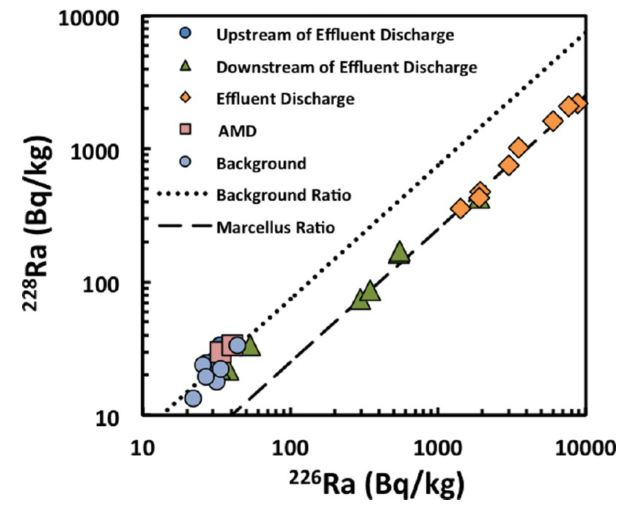 10000
1000
100
10
228Ra (Bq/kg)
Upstream of Effluent Discharge
Downstream of Effluent Discharge
Effluent Discharge
AMD
Background
Background Ratio
Marcellus Ratio
10 100 1000 10000
226Ra (Bq/kg)